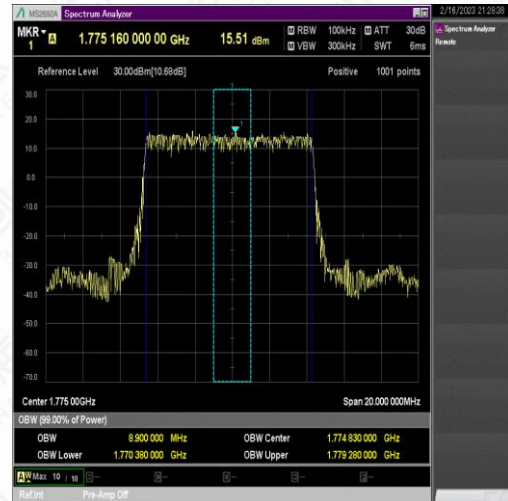 MS2692A Spectrum Analyzer
2/16/2023 21:28:38
MKR 1 A 1.775 160 000 00 GHz 15.51 dBm
RBW 100kHz ATT 30dB
VBW 300kHz SWT 6ms
Spectrum Analyzer
Remote
Reference Level 30.00dBm[10.68dB] Positive 1001 points
30.0
20.0
1
10.0
0.0
-10.0
-20.0
-30.0
-40.0
-50.0
-60.0
-70.0
Center 1.775 00GHz Span 20.000 000MHz
OBW (99.00% of Power)
OBW 8.900 000 MHz OBW Center 1.774 830 000 GHz
OBW Lower 1.770 380 000 GHz OBW Upper 1.779 280 000 GHz
A Max 10 / 10
Ref.Int Pre-Amp Off